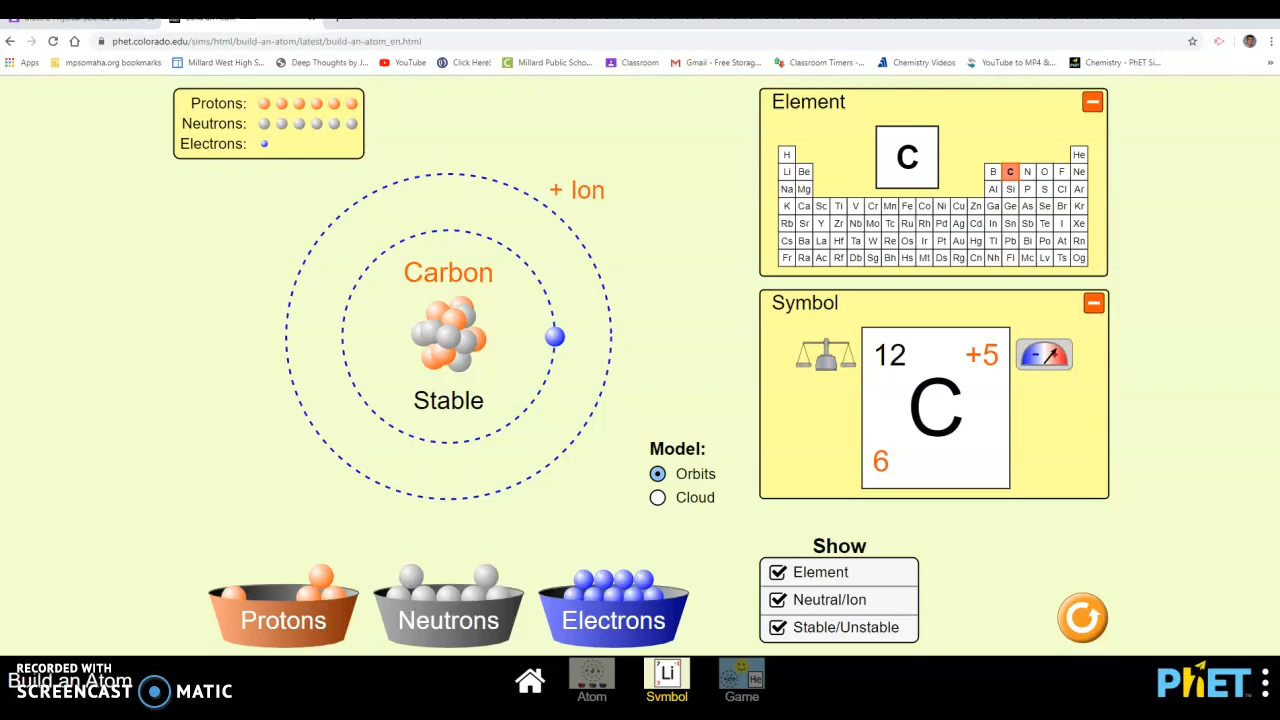 phet.colorado.edu/sims/html/build-an-atom/latest/build-an-atom_en.html
Apps mpsomaha.org bookmarks Millard West High S... Deep Thoughts by J... YouTube Click Here! Millard Public Scho... Classroom Gmail - Free Storag... Classroom Timers -... Chemistry Videos YouTube to MP4 &... Chemistry - PhET Si... »
Protons:
Neutrons:
Electrons:
+ Ion
Carbon
Stable
Element
C
H He
Li Be B C N O F Ne
Na Mg Al Si P S Cl Ar
K Ca Sc Ti V Cr Mn Fe Co Ni Cu Zn Ga Ge As Se Br Kr
Rb Sr Y Zr Nb Mo Tc Ru Rh Pd Ag Cd In Sn Sb Te I Xe
Cs Ba La Hf Ta W Re Os Ir Pt Au Hg Tl Pb Bi Po At Rn
Fr Ra Ac Rf Db Sg Bh Hs Mt Ds Rg Cn Nh Fl Mc Lv Ts Og
Symbol
12 +5
C
6
Model:
Orbits
Cloud
Show
Element
Neutral/Ion
Stable/Unstable
Protons Neutrons Electrons
RECORDED WITH
Build an Atom
SCREENCAST MATIC
7 -1
Li
3
He
Atom Symbol Game
PhET